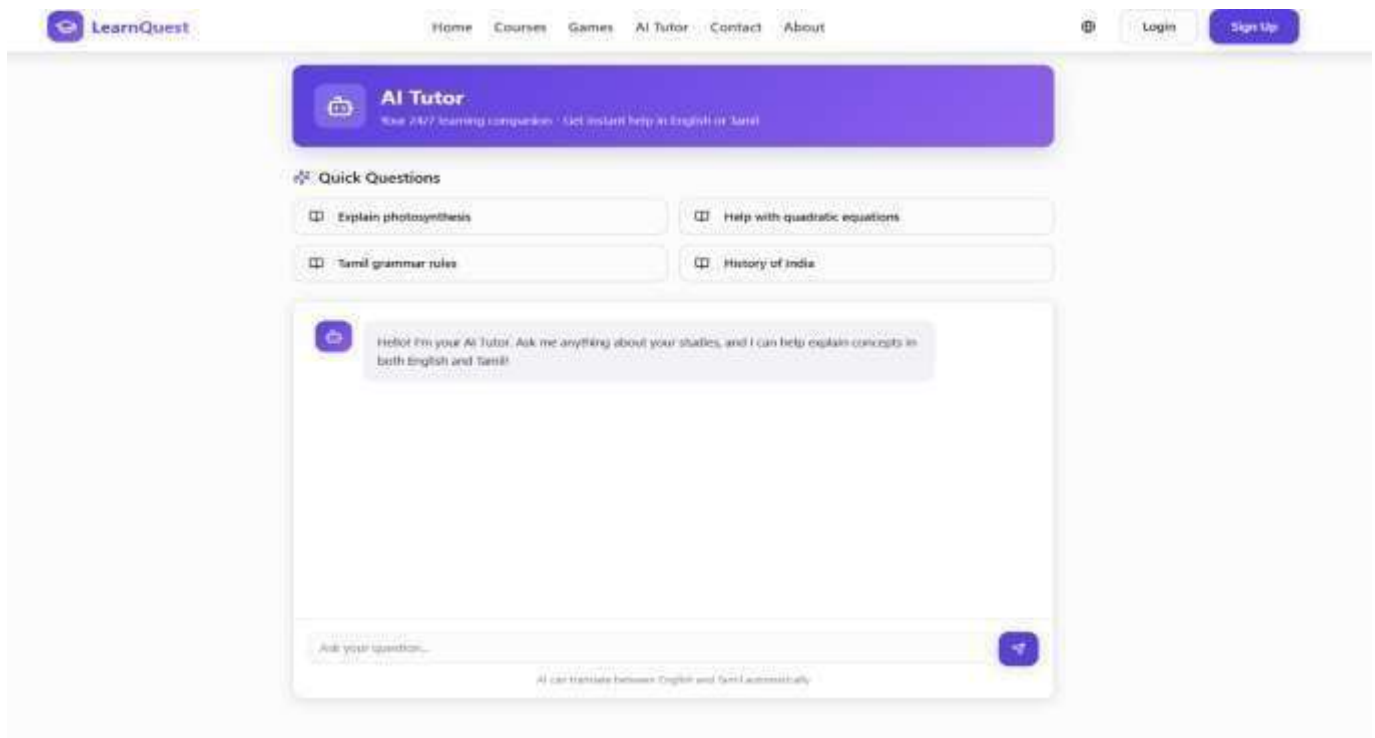 LearnQuest
Home Courses Games AI Tutor Contact About
Login
Sign Up
AI Tutor
Your 24/7 learning companion · Get instant help in English or Tamil
Quick Questions
Explain photosynthesis
Help with quadratic equations
Tamil grammar rules
History of India
Hello! I'm your AI Tutor. Ask me anything about your studies, and I can help explain concepts in
both English and Tamil!
Ask your question...
AI can translate between English and Tamil automatically